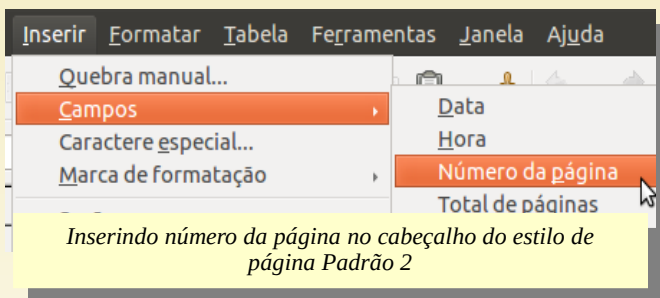 Inserir Formatar Tabela Ferramentas Janela Ajuda
Quebra manual...
Campos
Data
Hora
Número da página
Total de páginas
Caractere especial...
Marca de formatação
Inserindo número da página no cabeçalho do estilo de
página Padrão 2